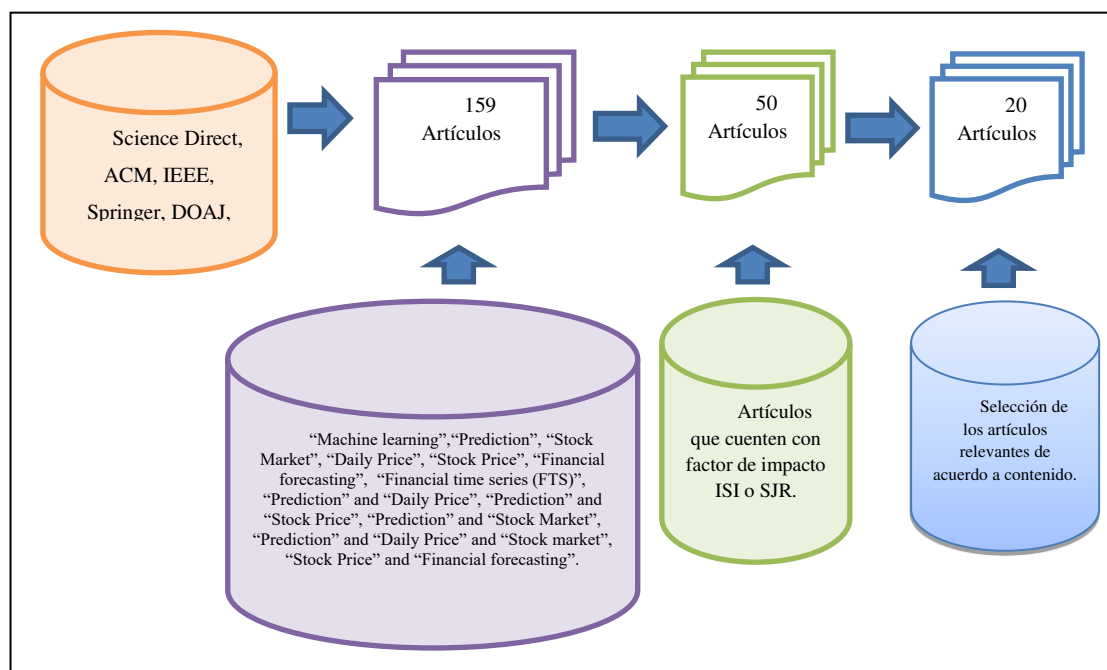 Science Direct,
ACM, IEEE,
Springer, DOAJ,
159
Artículos
50
Artículos
20
Artículos
“Machine learning”,“Prediction”, “Stock
Market”, “Daily Price”, “Stock Price”, “Financial
forecasting”, “Financial time series (FTS)”,
“Prediction” and “Daily Price”, “Prediction” and
“Stock Price”, “Prediction” and “Stock Market”,
“Prediction” and “Daily Price” and “Stock market”,
“Stock Price” and “Financial forecasting”.
Artículos
que cuenten con
factor de impacto
ISI o SJR.
Selección de
los artículos
relevantes de
acuerdo a contenido.